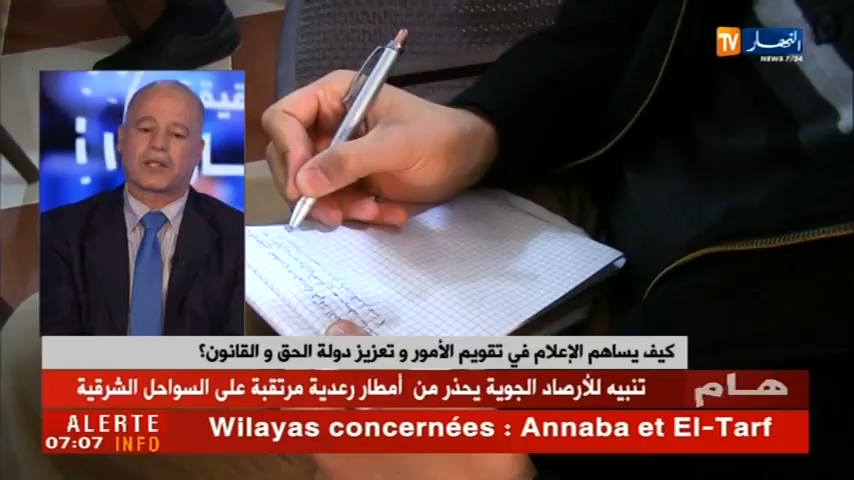 TV النهار
NEWS 7/24
كيف يساهم الإعلام في تقويم الأمور و تعزيز دولة الحق و القانون؟
هــام
تنبيه للأرصاد الجوية يحذر من أمطار رعدية مرتقبة على السواحل الشرقية
ALERTE INFO
07:07
Wilayas concernées : Annaba et El-Tarf